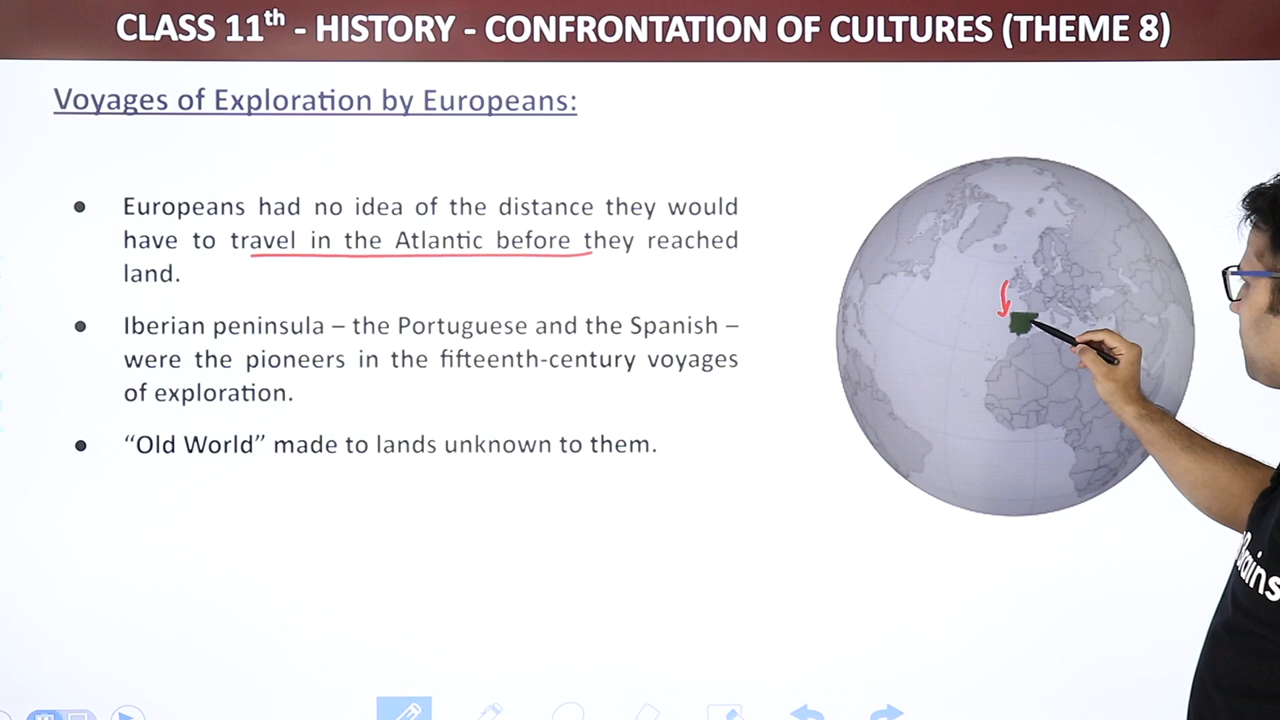 CLASS 11th - HISTORY - CONFRONTATION OF CULTURES (THEME 8)
Voyages of Exploration by Europeans:
● Europeans had no idea of the distance they would
have to travel in the Atlantic before they reached
land.
● Iberian peninsula – the Portuguese and the Spanish –
were the pioneers in the fifteenth-century voyages
of exploration.
● “Old World” made to lands unknown to them.